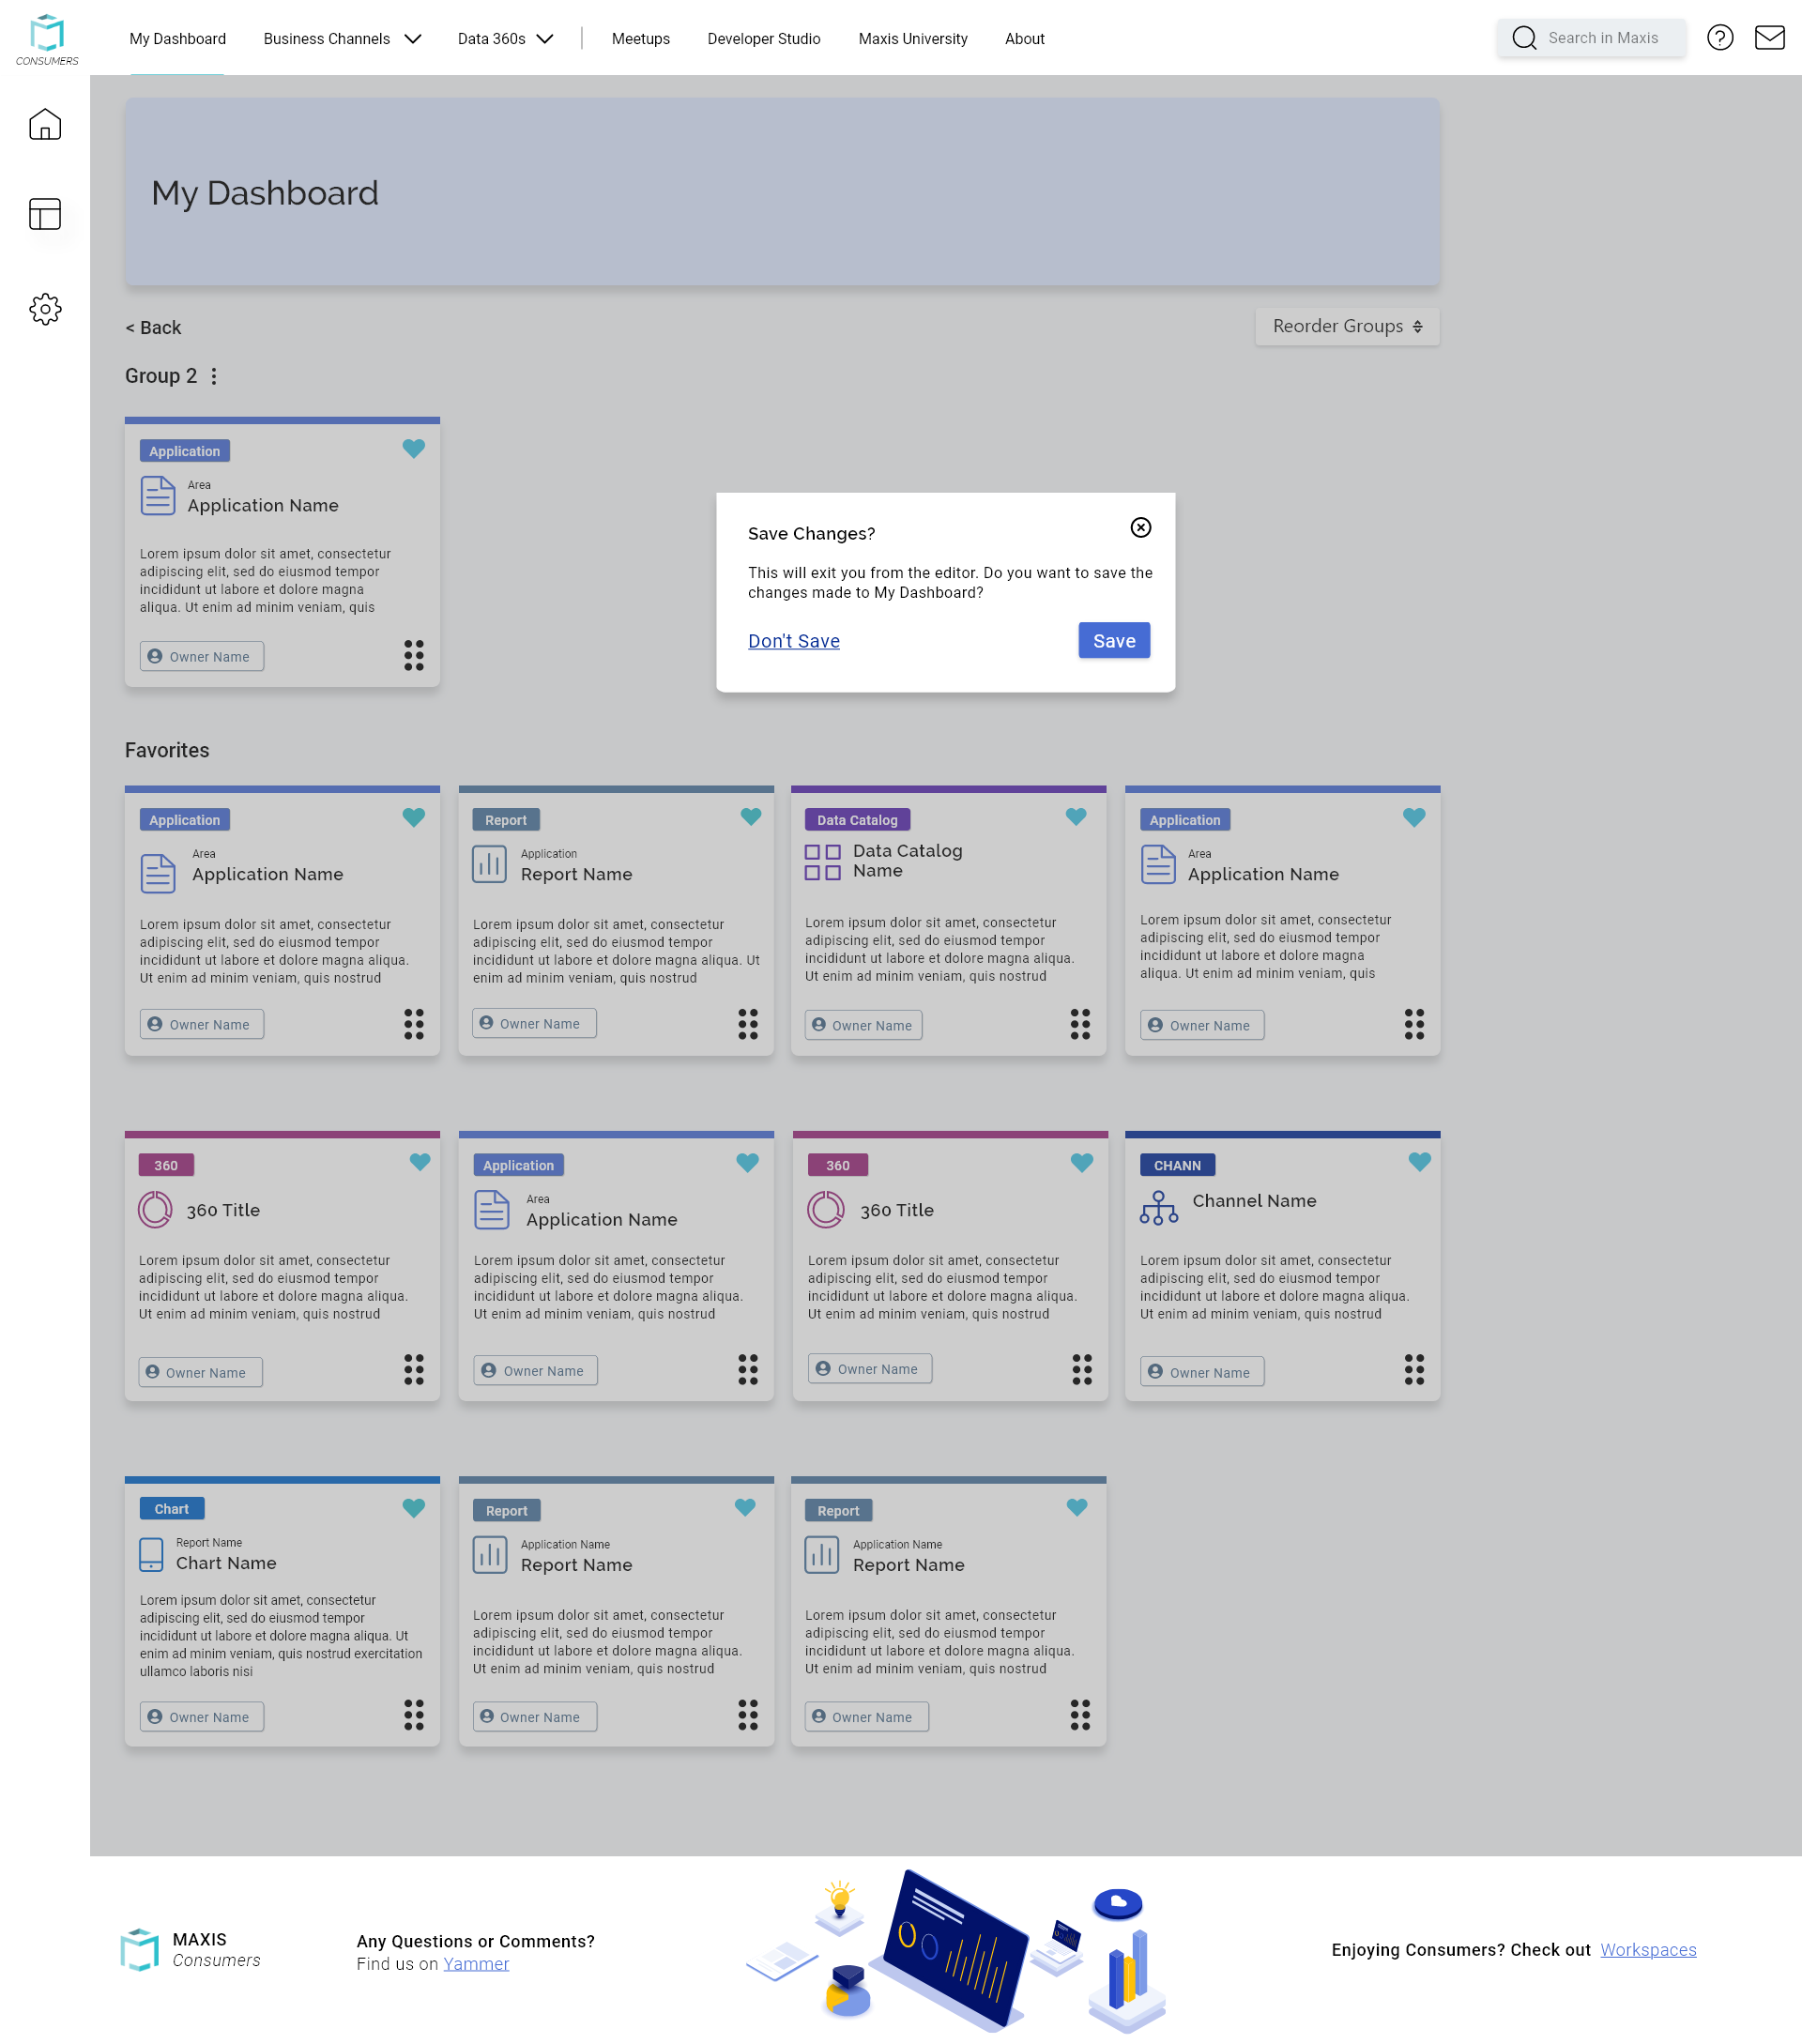 CONSUMERS
My Dashboard
Business Channels
Data 360s
Meetups
Developer Studio
Maxis University
About
Search in Maxis
My Dashboard
< Back
Reorder Groups
Group 2
Application
Area
Application Name
Lorem ipsum dolor sit amet, consectetur
adipiscing elit, sed do eiusmod tempor
incididunt ut labore et dolore magna
aliqua. Ut enim ad minim veniam, quis
Owner Name
Save Changes?
This will exit you from the editor. Do you want to save the
changes made to My Dashboard?
Don't Save
Save
Favorites
Application
Area
Application Name
Lorem ipsum dolor sit amet, consectetur
adipiscing elit, sed do eiusmod tempor
incididunt ut labore et dolore magna aliqua.
Ut enim ad minim veniam, quis nostrud
Owner Name
Report
Application
Report Name
Lorem ipsum dolor sit amet, consectetur
adipiscing elit, sed do eiusmod tempor
incididunt ut labore et dolore magna aliqua. Ut
enim ad minim veniam, quis nostrud
Owner Name
Data Catalog
Data Catalog
Name
Lorem ipsum dolor sit amet, consectetur
adipiscing elit, sed do eiusmod tempor
incididunt ut labore et dolore magna aliqua.
Ut enim ad minim veniam, quis nostrud
Owner Name
Application
Area
Application Name
Lorem ipsum dolor sit amet, consectetur
adipiscing elit, sed do eiusmod tempor
incididunt ut labore et dolore magna
aliqua. Ut enim ad minim veniam, quis
Owner Name
360
360 Title
Lorem ipsum dolor sit amet, consectetur
adipiscing elit, sed do eiusmod tempor
incididunt ut labore et dolore magna aliqua.
Ut enim ad minim veniam, quis nostrud
Owner Name
Application
Area
Application Name
Lorem ipsum dolor sit amet, consectetur
adipiscing elit, sed do eiusmod tempor
incididunt ut labore et dolore magna aliqua.
Ut enim ad minim veniam, quis nostrud
Owner Name
360
360 Title
Lorem ipsum dolor sit amet, consectetur
adipiscing elit, sed do eiusmod tempor
incididunt ut labore et dolore magna aliqua.
Ut enim ad minim veniam, quis nostrud
Owner Name
CHANN
Channel Name
Lorem ipsum dolor sit amet, consectetur
adipiscing elit, sed do eiusmod tempor
incididunt ut labore et dolore magna aliqua.
Ut enim ad minim veniam, quis nostrud
Owner Name
Chart
Report Name
Chart Name
Lorem ipsum dolor sit amet, consectetur
adipiscing elit, sed do eiusmod tempor
incididunt ut labore et dolore magna aliqua. Ut
enim ad minim veniam, quis nostrud exercitation
ullamco laboris nisi
Owner Name
Report
Application Name
Report Name
Lorem ipsum dolor sit amet, consectetur
adipiscing elit, sed do eiusmod tempor
incididunt ut labore et dolore magna aliqua.
Ut enim ad minim veniam, quis nostrud
Owner Name
Report
Application Name
Report Name
Lorem ipsum dolor sit amet, consectetur
adipiscing elit, sed do eiusmod tempor
incididunt ut labore et dolore magna aliqua.
Ut enim ad minim veniam, quis nostrud
Owner Name
MAXIS
Consumers
Any Questions or Comments?
Find us on Yammer
Enjoying Consumers? Check out Workspaces